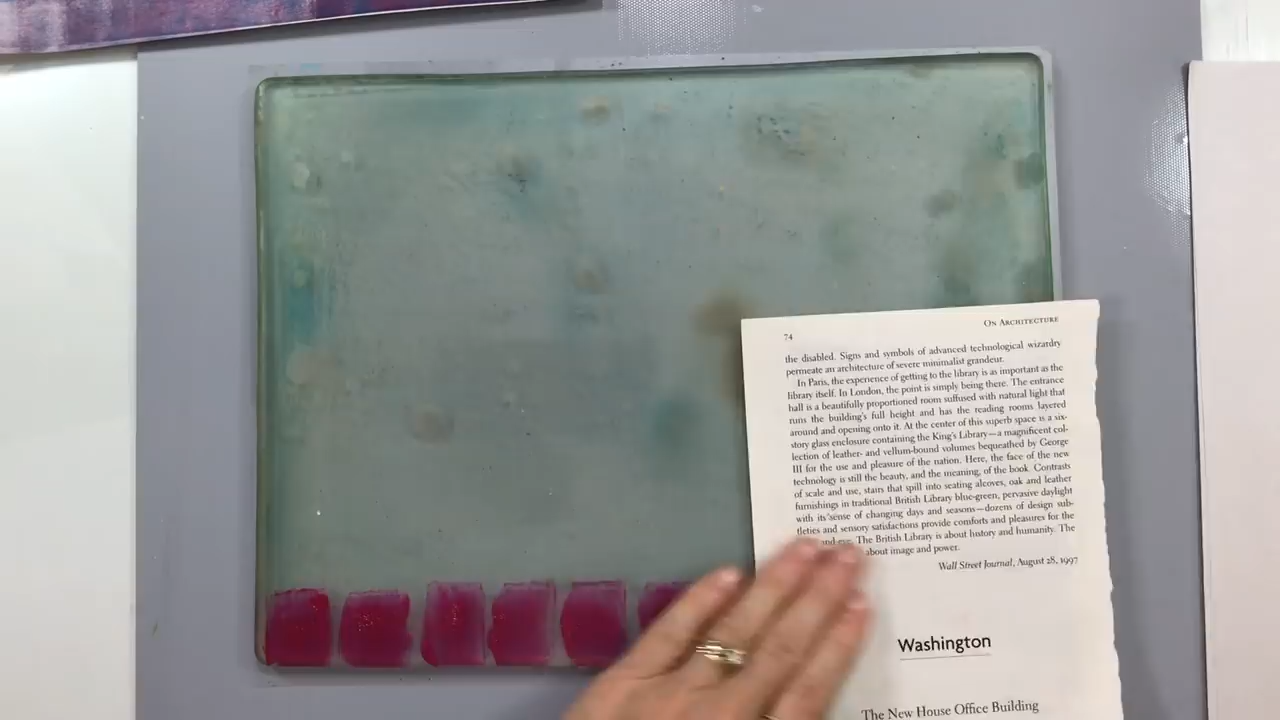 74
On Architecture
the disabled. Signs and symbols of advanced technological wizardry
permeate an architecture of severe minimalist grandeur.
In Paris, the experience of getting to the library is as important as the
library itself. In London, the point is simply being there. The entrance
hall is a beautifully proportioned room suffused with natural light that
runs the building's full height and has the reading rooms layered
around and opening onto it. At the center of this superb space is a six-
story glass enclosure containing the King's Library—a magnificent col-
lection of leather- and vellum-bound volumes bequeathed by George
III for the use and pleasure of the nation. Here, the face of the new
technology is still the beauty, and the meaning, of the book. Contrasts
of scale and use, stairs that spill into seating alcoves, oak and leather
furnishings in traditional British Library blue-green, pervasive daylight
with its sense of changing days and seasons—dozens of design sub-
tleties and sensory satisfactions provide comforts and pleasures for the
and eye. The British Library is about history and humanity. The
about image and power.
Wall Street Journal, August 28, 1997
Washington
The New House Office Building